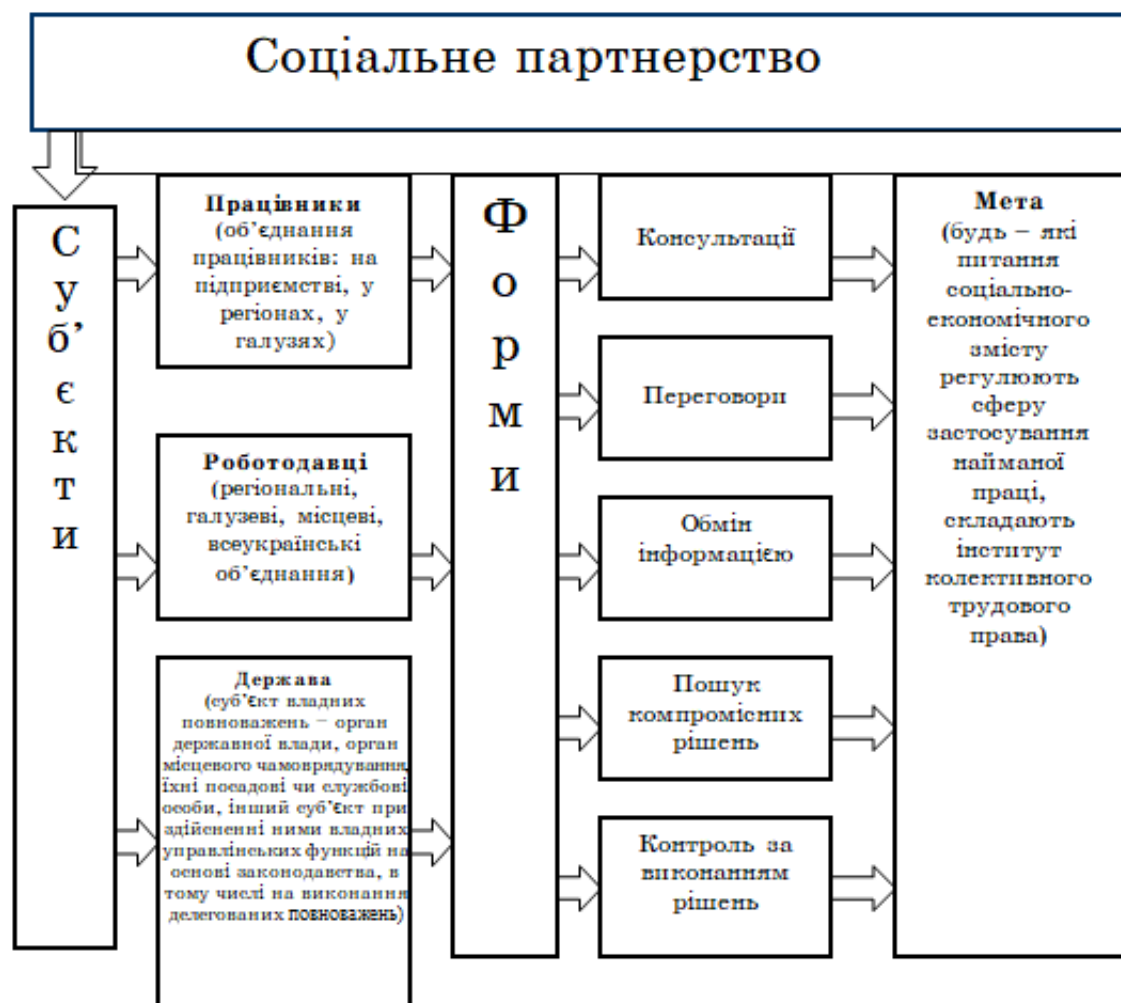 Соціальне партнерство
С
у
б’
є
к
т
и
Працівники
(об’єднання
працівників: на
підприємстві, у
регіонах, у
галузях)
Роботодавці
(регіональні,
галузеві, місцеві,
всеукраїнські
об’єднання)
Держава
(суб’єкт владних
повноважень – орган
державної влади, орган
місцевого чамоврядування,
їхні посадові чи службові
особи, інший суб’єкт при
здійсненні ними владних
управлінських функцій на
основі законодавства, в
тому числі на виконання
делегованих повноважень)
Ф
о
р
м
и
Консультації
Переговори
Обмін
інформацією
Пошук
компромісних
рішень
Контроль за
виконанням
рішень
Мета
(будь – які
питання
соціально-
економічного
змісту
регулюють
сферу
застосування
найманої
праці,
складають
інститут
колективного
трудового
права)